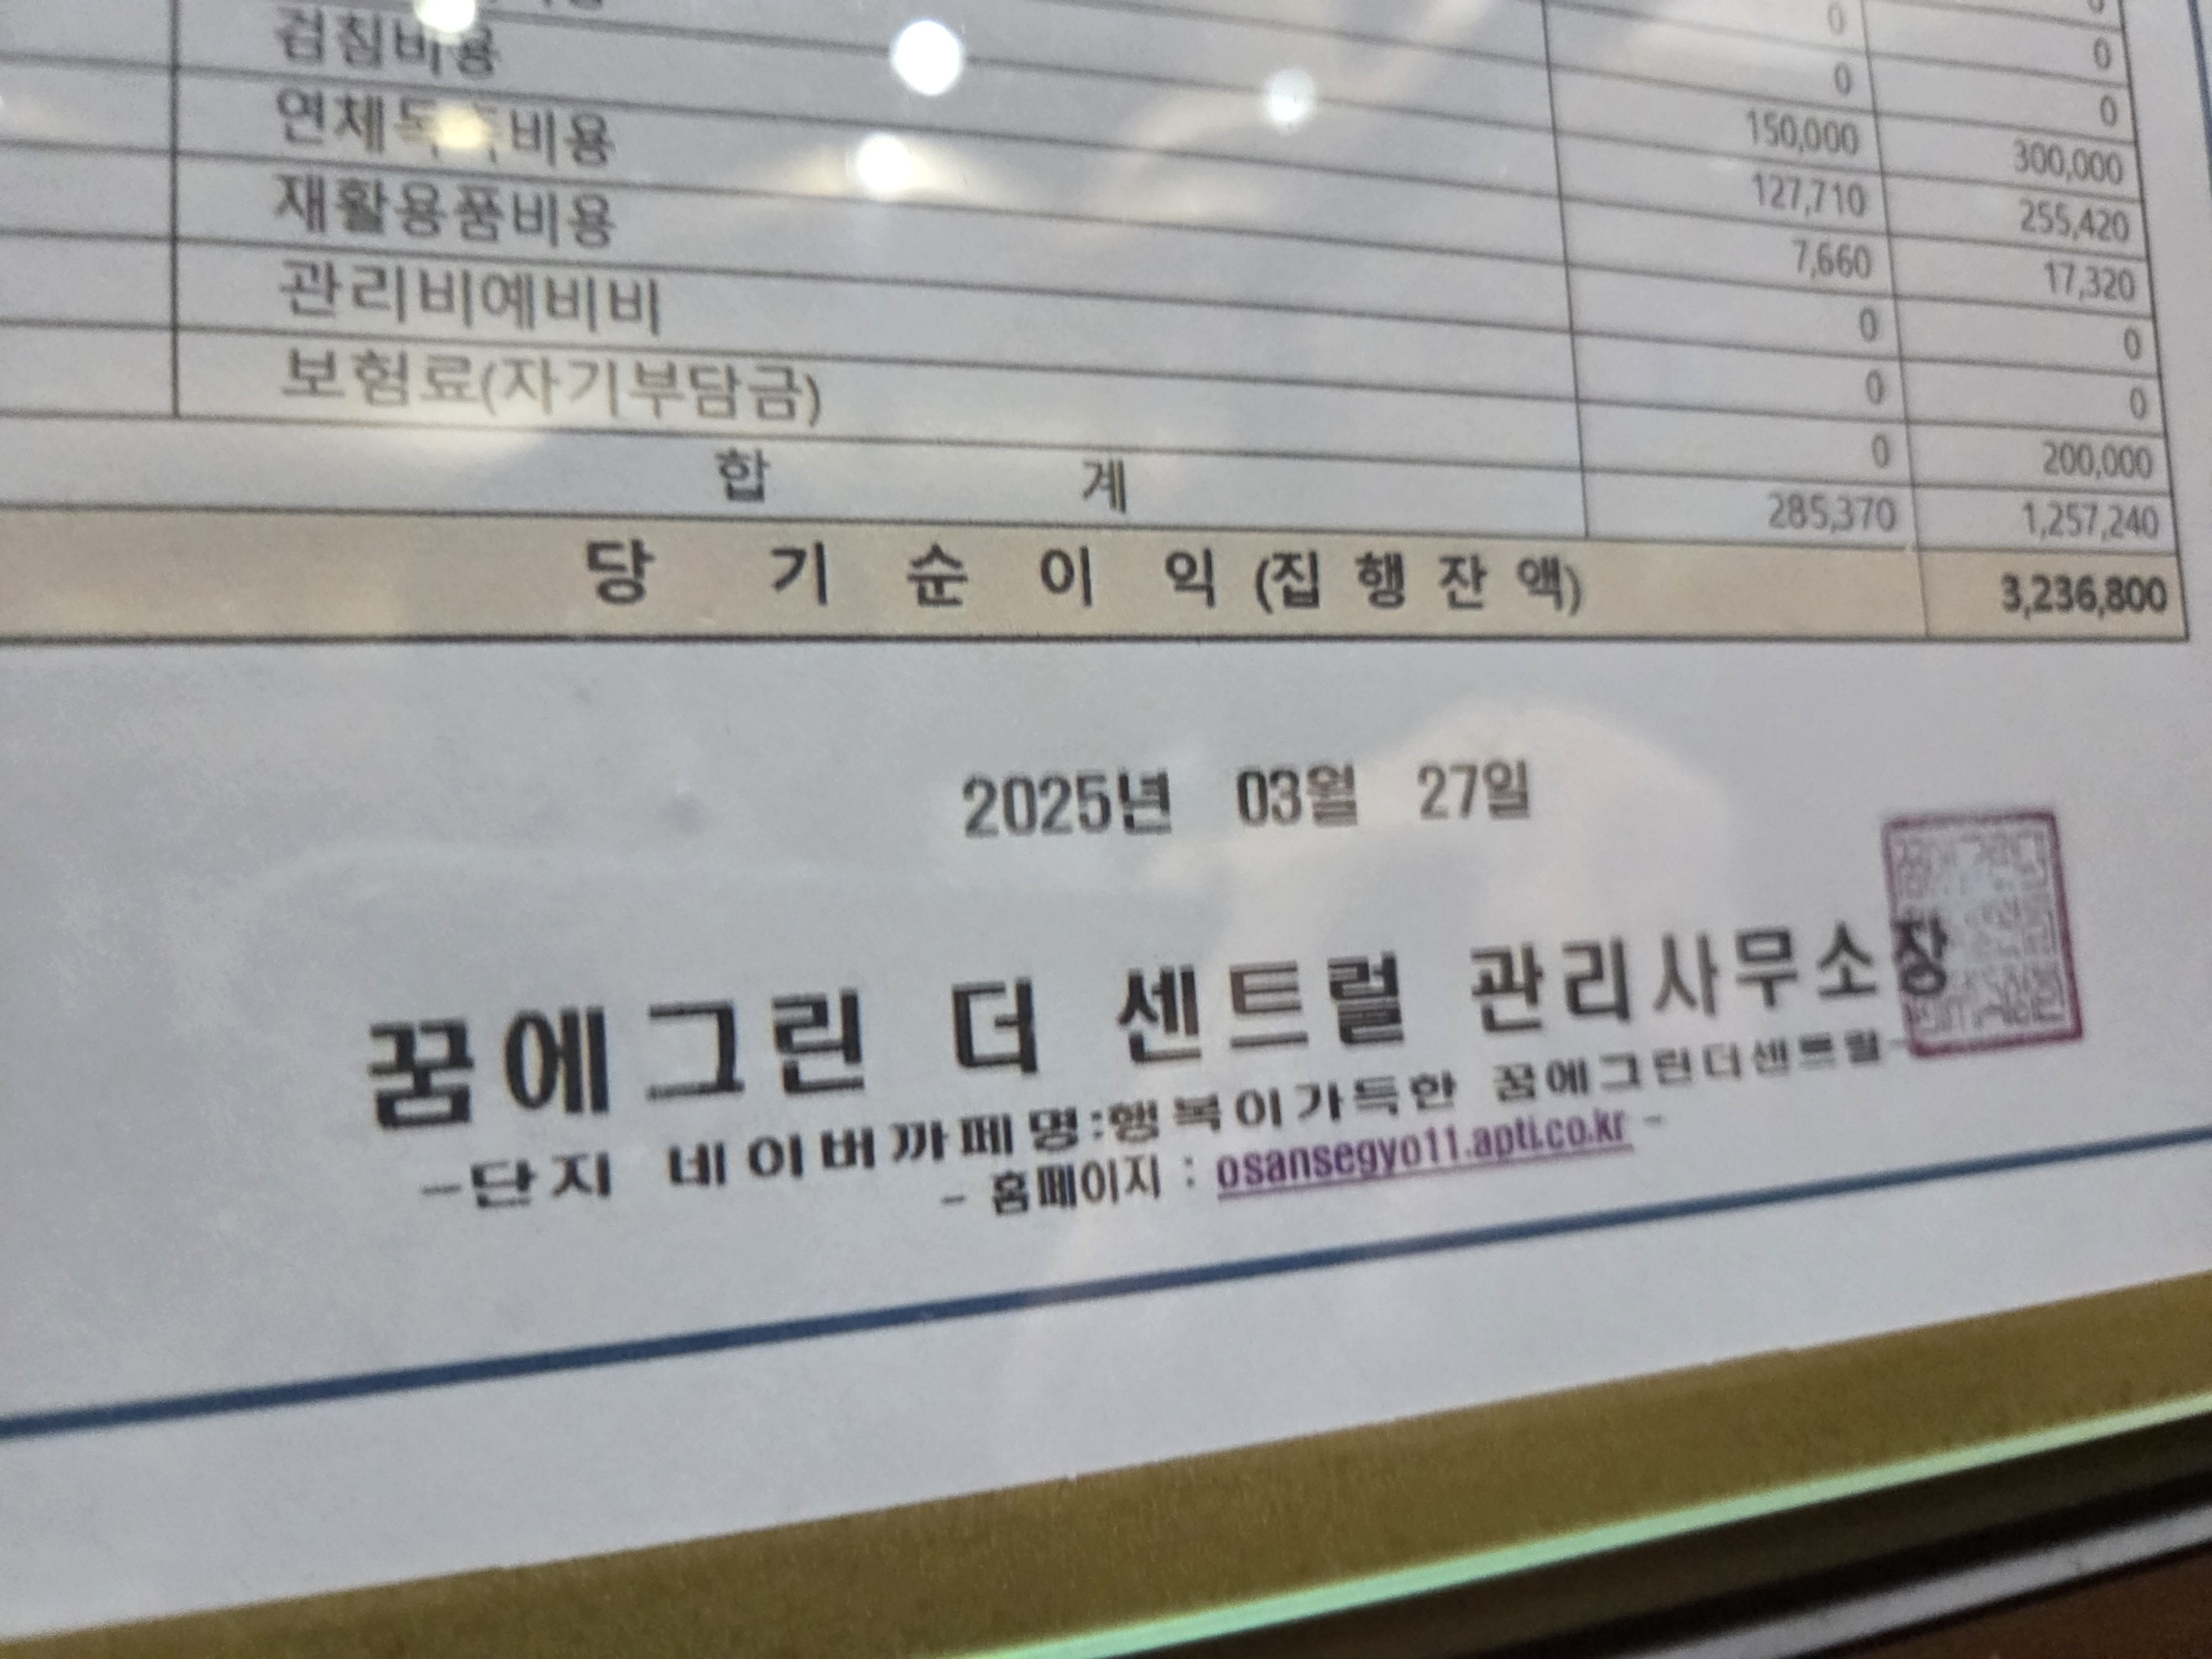 검침비용
연체독촉비용
재활용품비용
관리비예비비
보험료(자기부담금)
0 0
0 0
150,000 300,000
127,710 255,420
7,660 17,320
0 0
0 0
0 200,000
합 계 285,370 1,257,240
당 기 순 이 익 (집 행 잔 액) 3,236,800
2025년 03월 27일
꿈에그린 더 센트럴 관리사무소장
-단지 네이버까페명:행복이가득한 꿈에그린더센트럴-
- 홈페이지 : osansegyo11.apti.co.kr -